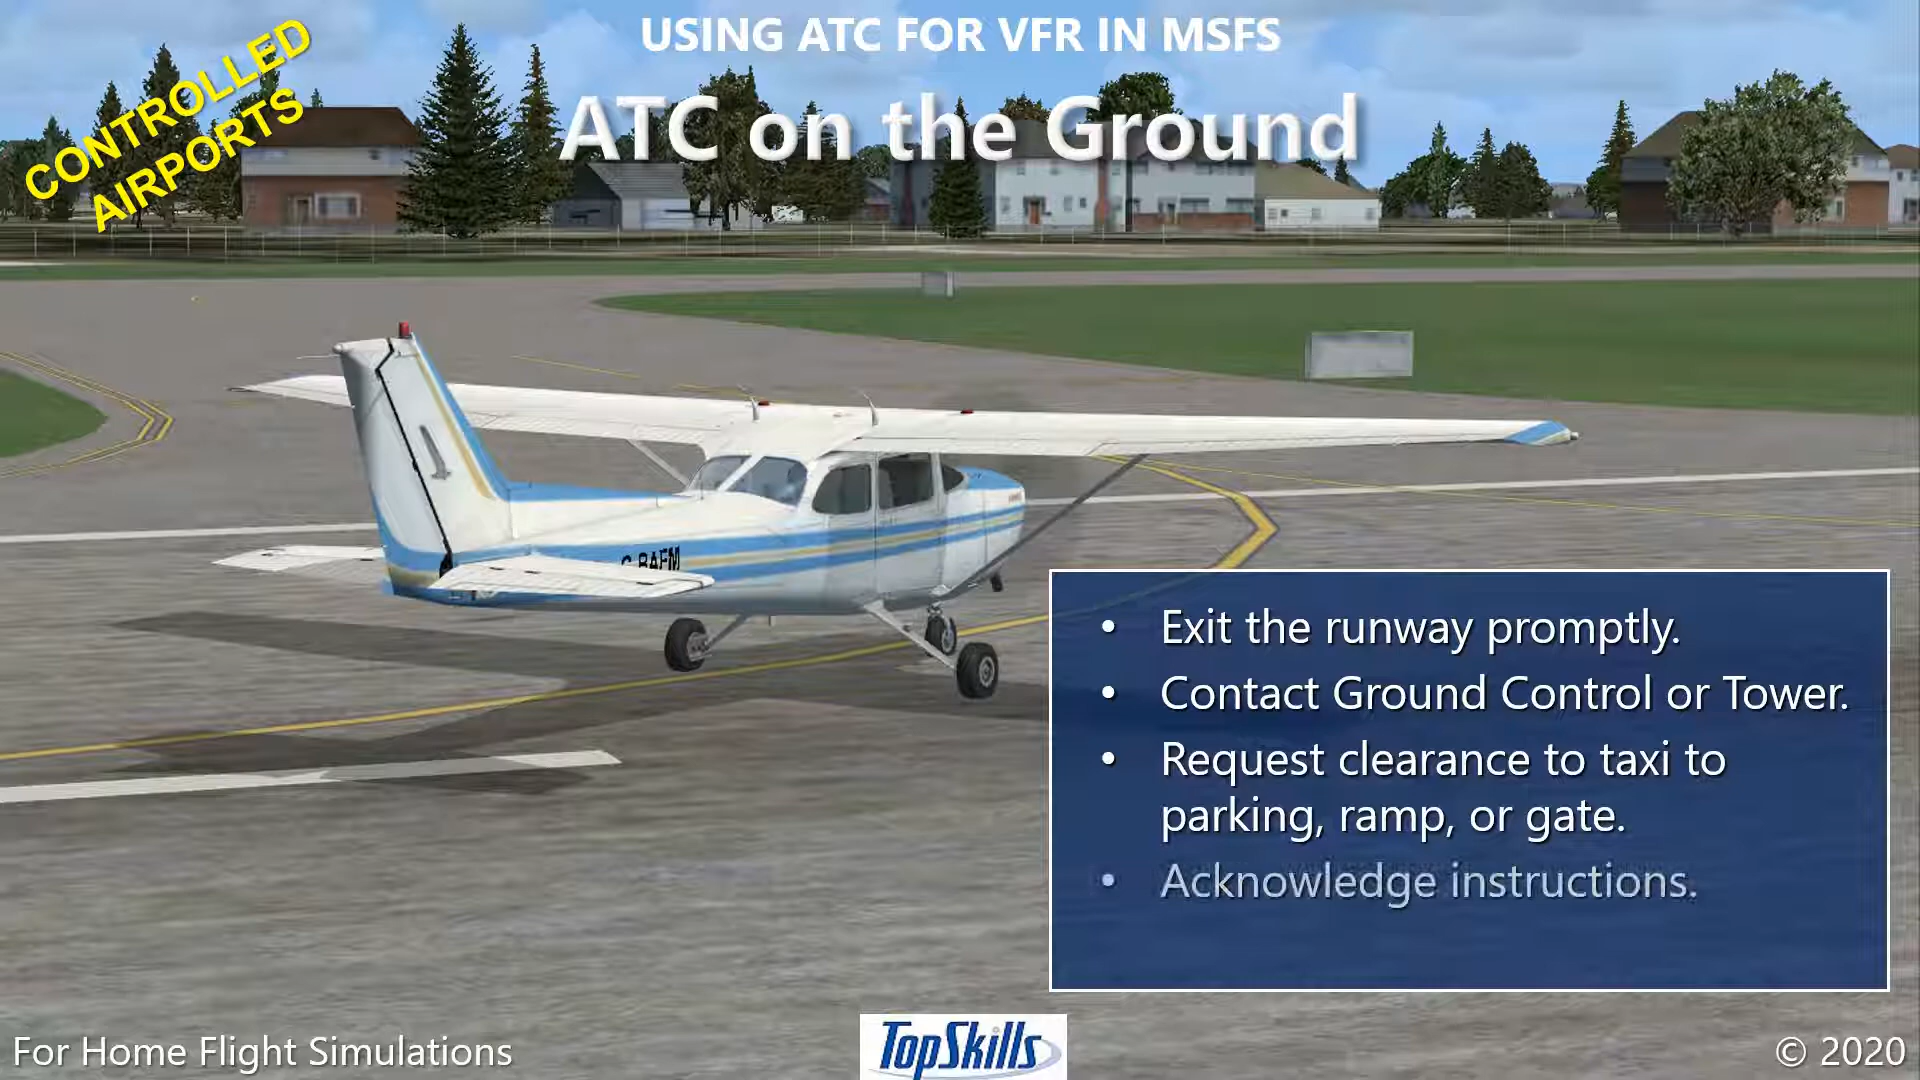 USING ATC FOR VFR IN MSFS
CONTROLLED
AIRPORTS
ATC on the Ground
• Exit the runway promptly.
• Contact Ground Control or Tower.
• Request clearance to taxi to
parking, ramp, or gate.
• Acknowledge instructions.
For Home Flight Simulations
TopSkills
© 2020